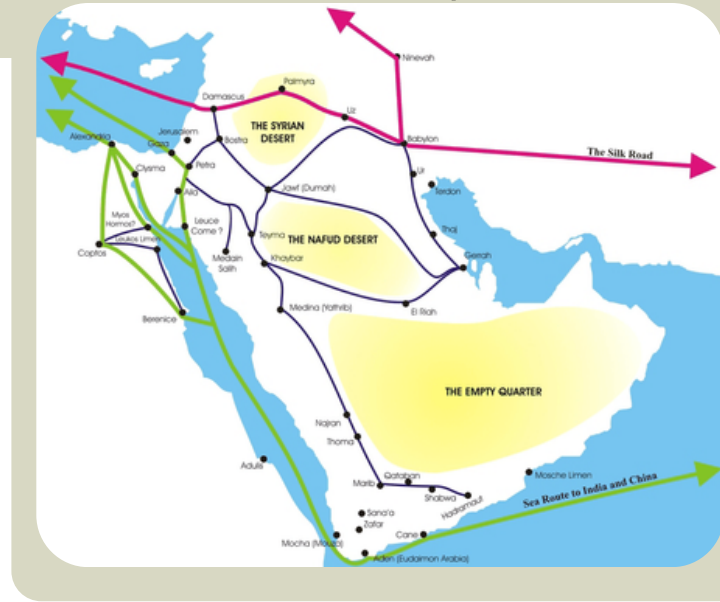 Ninevah
Palmyra
Damascus
Uz
THE SYRIAN
DESERT
Jerusalem
Alexandria
Gaza
Bostra
Babylon
The Silk Road
Clysma
Petra
Ur
Aila
Jawf (Dumah)
Terdon
Myos
Hormos?
Leuce
Come ?
Leukos Limen
Teyma
THE NAFUD DESERT
Thaj
Coptos
Medain
Salih
Khaybar
Gerrah
Berenice
Medina (Yathrib)
El Riah
THE EMPTY QUARTER
Najran
Thoma
Adulis
Marib
Qataban
Shabwa
Hadramaut
Mosche Limen
Sea Route to India and China
Sana'a
Zafar
Cane
Mocha (Mouza)
Aden (Eudaimon Arabia)